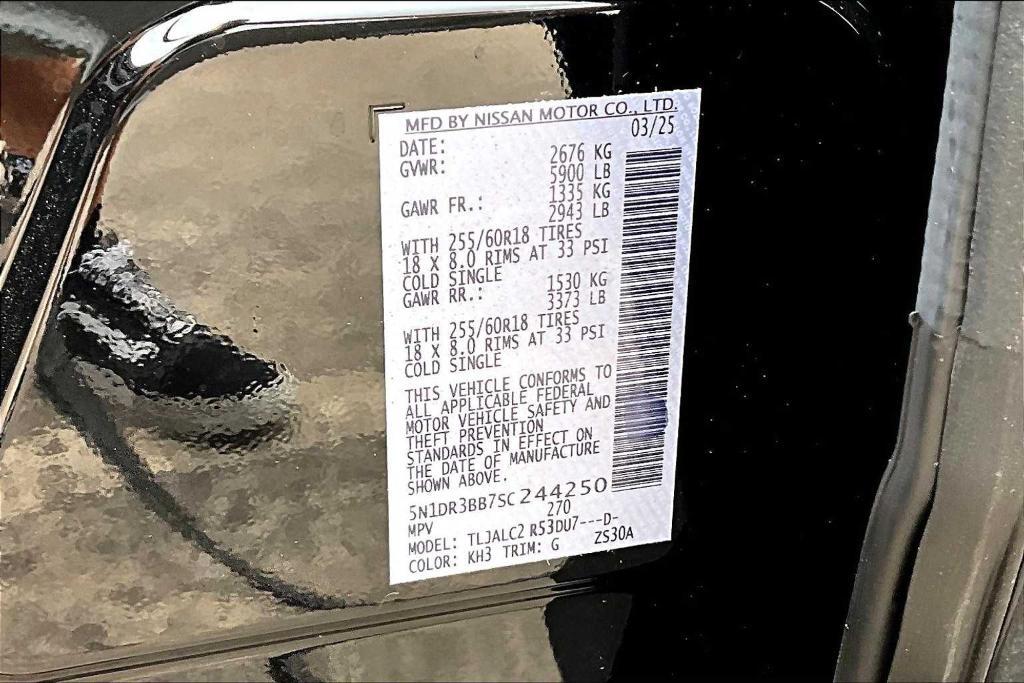 MFD BY NISSAN MOTOR CO., LTD.
DATE: 03/25
GVWR: 2676 KG
5900 LB
GAWR FR.: 1335 KG
2943 LB
WITH 255/60R18 TIRES
18 X 8.0 RIMS AT 33 PSI
COLD SINGLE
GAWR RR.: 1530 KG
3373 LB
WITH 255/60R18 TIRES
18 X 8.0 RIMS AT 33 PSI
COLD SINGLE
THIS VEHICLE CONFORMS TO
ALL APPLICABLE FEDERAL
MOTOR VEHICLE SAFETY AND
THEFT PREVENTION
STANDARDS IN EFFECT ON
THE DATE OF MANUFACTURE
SHOWN ABOVE.
5N1DR3BB7SC244250
MPV 270
MODEL: TLJALC2 R53DU7---D-
COLOR: KH3 TRIM: G ZS30A